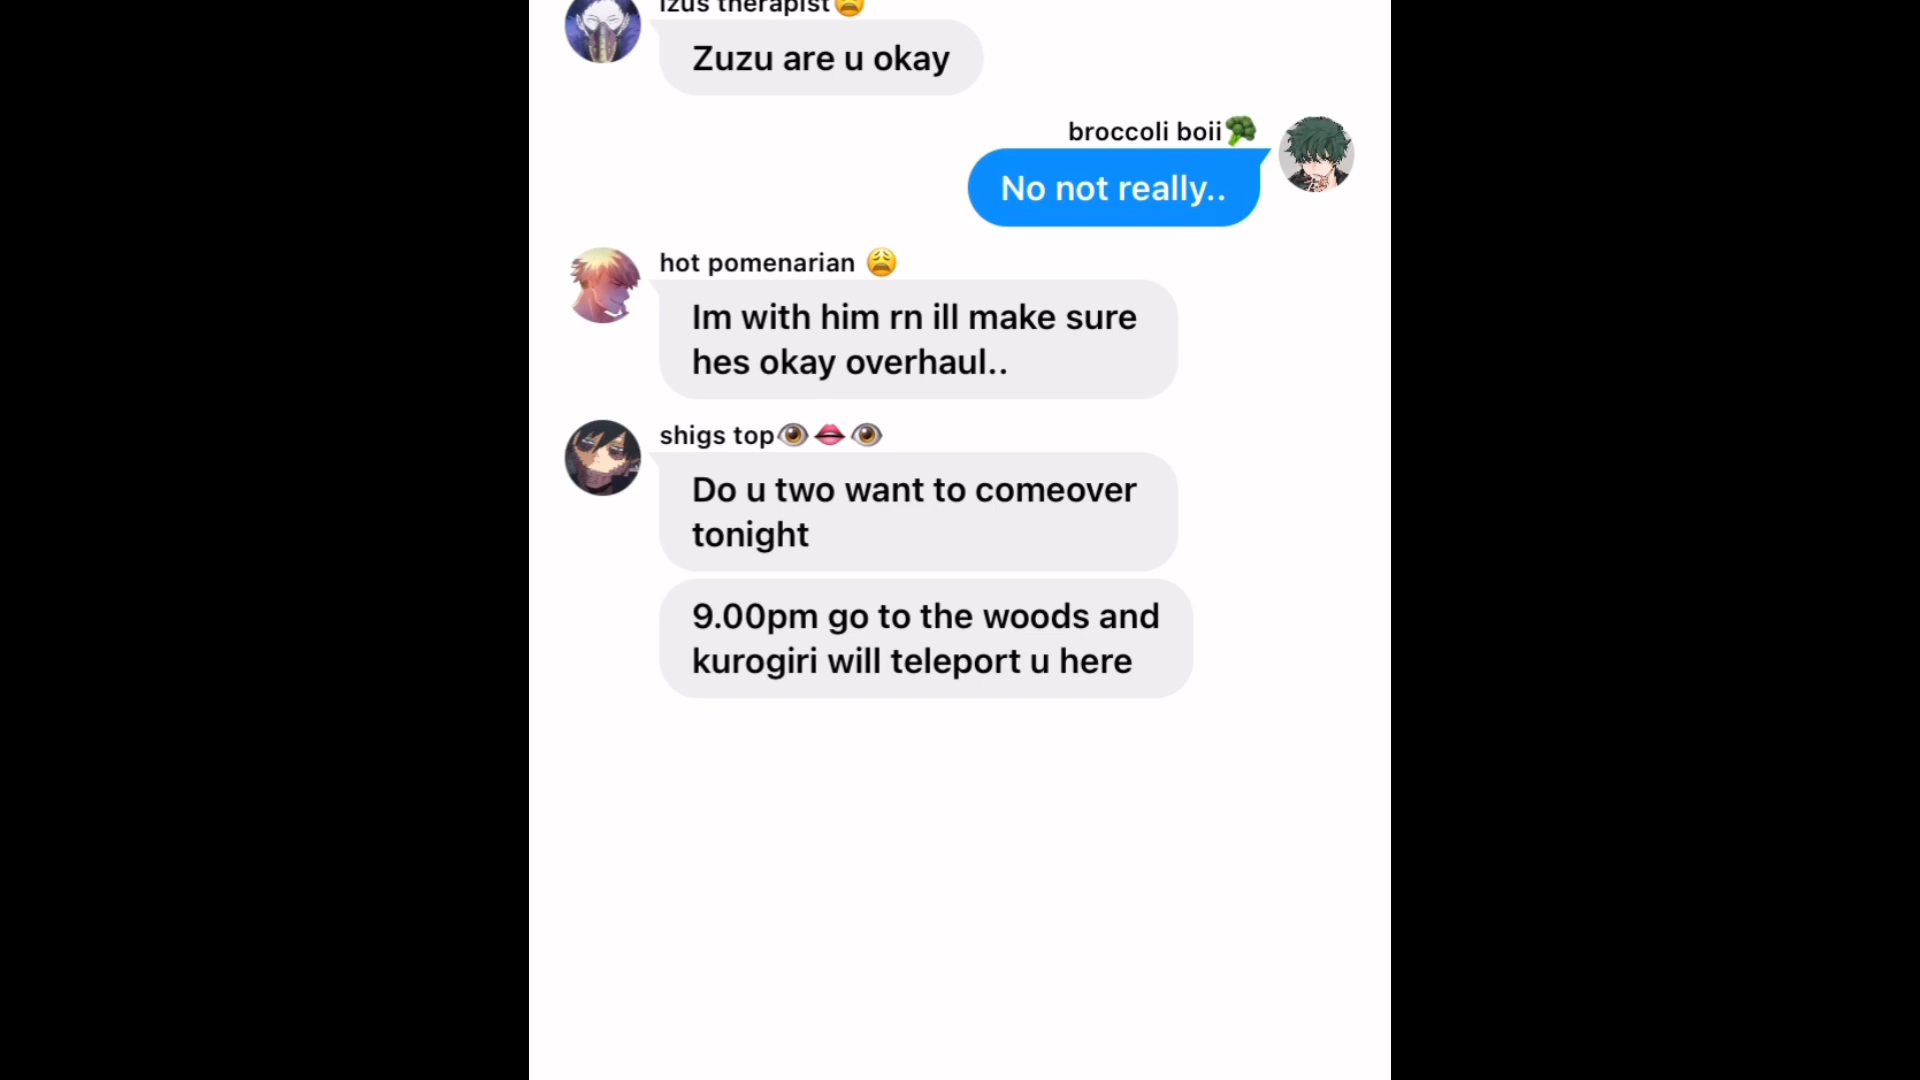 izus therapist😩
Zuzu are u okay
broccoli boii🥦
No not really..
hot pomenarian 😩
Im with him rn ill make sure
hes okay overhaul..
shigs top👁👄👁
Do u two want to comeover
tonight
9.00pm go to the woods and
kurogiri will teleport u here